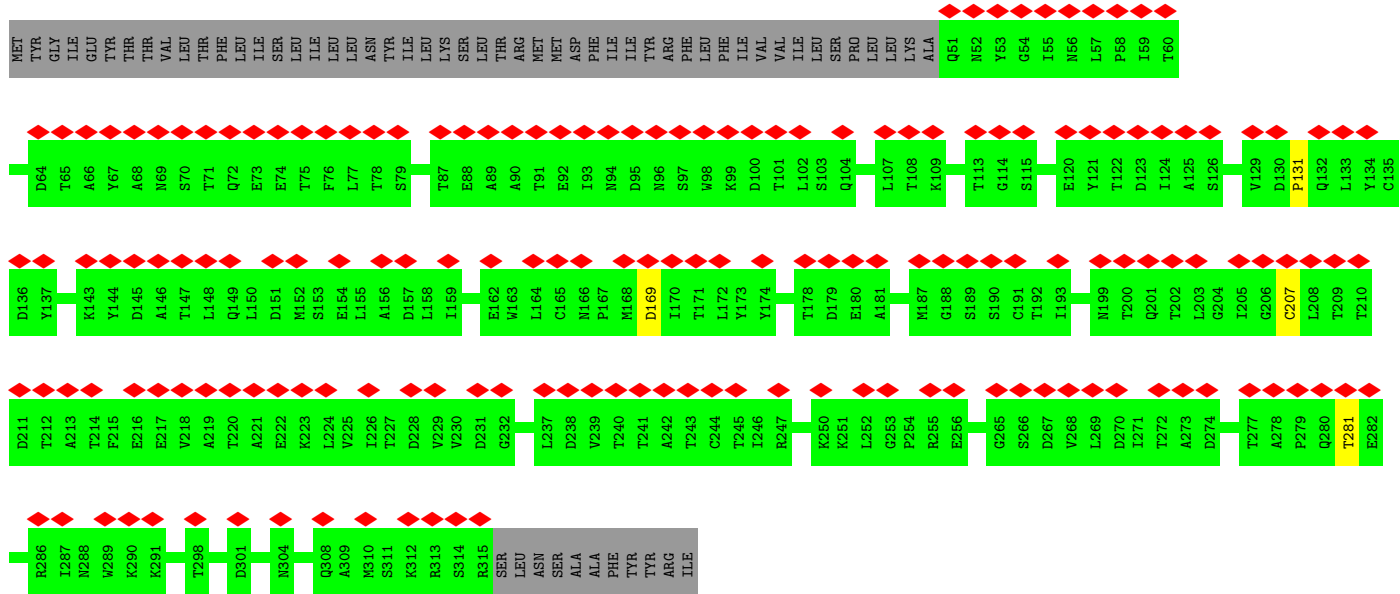 MET TYR GLY ILE GLU TYR THR THR VAL LEU THR PHE LEU ILE SER LEU ILE LEU LEU ASN TYR ILE LEU LYS SER LEU THR ARG MET MET ASP PHE ILE ILE TYR ARG PHE LEU PHE ILE VAL VAL ILE LEU SER PRO LEU LEU LYS ALA Q51 N52 Y53 G54 I55 N56 L57 P58 I59 T60
D64 T65 A66 Y67 A68 N69 S70 T71 Q72 E73 E74 T75 F76 L77 T78 S79 T87 E88 A89 A90 T91 E92 I93 N94 D95 N96 S97 W98 K99 D100 T101 L102 S103 Q104 L107 T108 K109 T113 G114 S115 E120 Y121 T122 D123 I124 A125 S126 V129 D130 P131 Q132 L133 Y134 C135
D136 Y137 K143 Y144 D145 A146 T147 L148 Q149 L150 D151 M152 S153 E154 L155 A156 D157 L158 I159 E162 W163 L164 C165 N166 P167 M168 D169 I170 T171 L172 Y173 Y174 T178 D179 E180 A181 M187 G188 S189 S190 C191 T192 I193 N199 T200 Q201 T202 L203 G204 I205 G206 C207 L208 T209 T210
D211 T212 A213 T214 F215 E216 E217 V218 A219 T220 A221 E222 K223 L224 V225 I226 T227 D228 V229 V230 D231 G232 L237 D238 V239 T240 T241 A242 T243 C244 T245 I246 R247 K250 K251 L252 G253 P254 R255 E256 G265 S266 D267 V268 L269 D270 I271 T272 A273 D274 T277 A278 P279 Q280 T281 E282
R286 I287 N288 W289 K290 K291 T298 D301 N304 Q308 A309 M310 S311 K312 R313 S314 R315 SER LEU ASN SER ALA ALA PHE TYR TYR ARG ILE